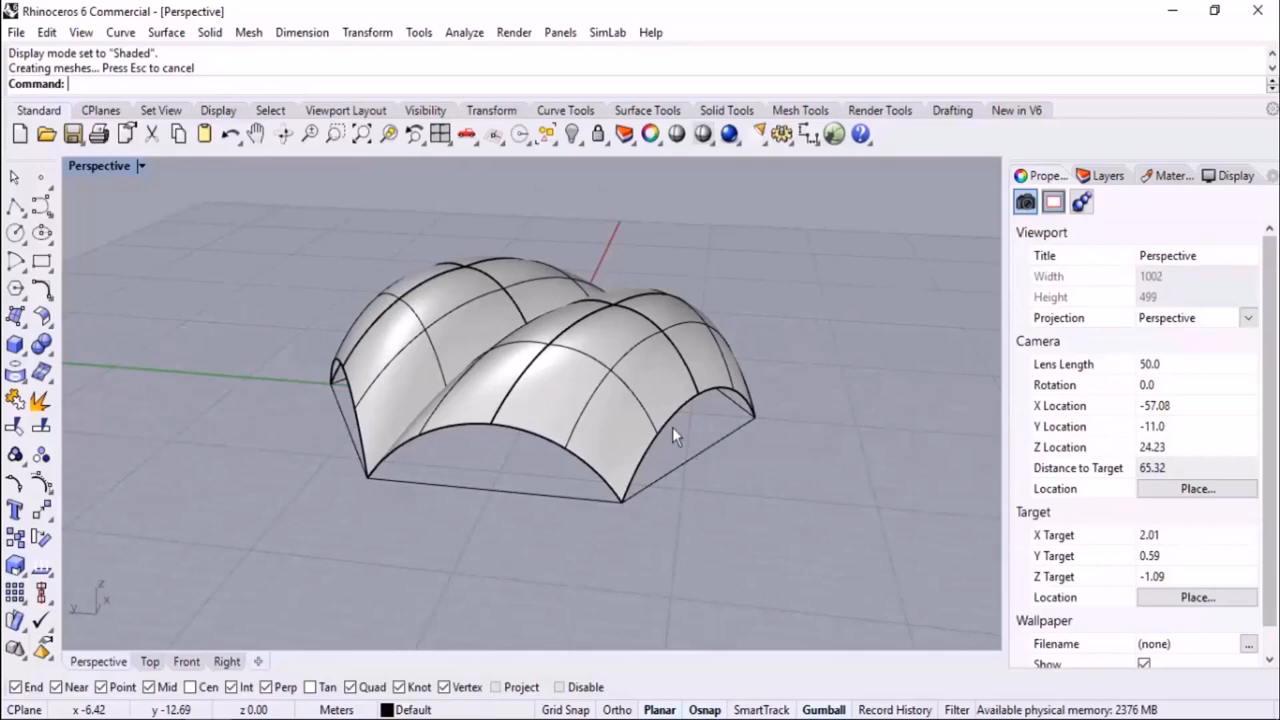 Rhinoceros 6 Commercial - [Perspective]
File Edit View Curve Surface Solid Mesh Dimension Transform Tools Analyze Render Panels SimLab Help
Display mode set to "Shaded".
Creating meshes... Press Esc to cancel
Command:
Standard CPlanes Set View Display Select Viewport Layout Visibility Transform Curve Tools Surface Tools Solid Tools Mesh Tools Render Tools Drafting New in V6
Perspective
Prope... Layers Mater... Display
Viewport
Title Perspective
Width 1002
Height 499
Projection Perspective
Camera
Lens Length 50.0
Rotation 0.0
X Location -57.08
Y Location -11.0
Z Location 24.23
Distance to Target 65.32
Location Place...
Target
X Target 2.01
Y Target 0.59
Z Target -1.09
Location Place...
Wallpaper
Filename (none) ...
Show
z
y x
Perspective Top Front Right
End Near Point Mid Cen Int Perp Tan Quad Knot Vertex Project Disable
CPlane x -6.42 y -12.69 z 0.00 Meters Default Grid Snap Ortho Planar Osnap SmartTrack Gumball Record History Filter Available physical memory: 2376 MB